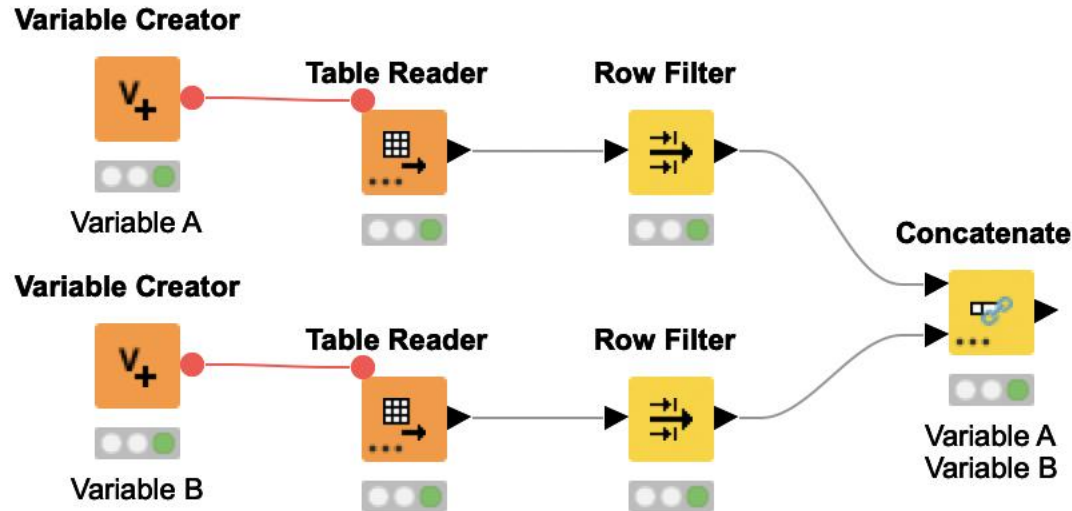 Variable Creator
Table Reader
Row Filter
V+
Variable A
Concatenate
Variable Creator
Table Reader
Row Filter
V+
Variable A
Variable B
Variable B